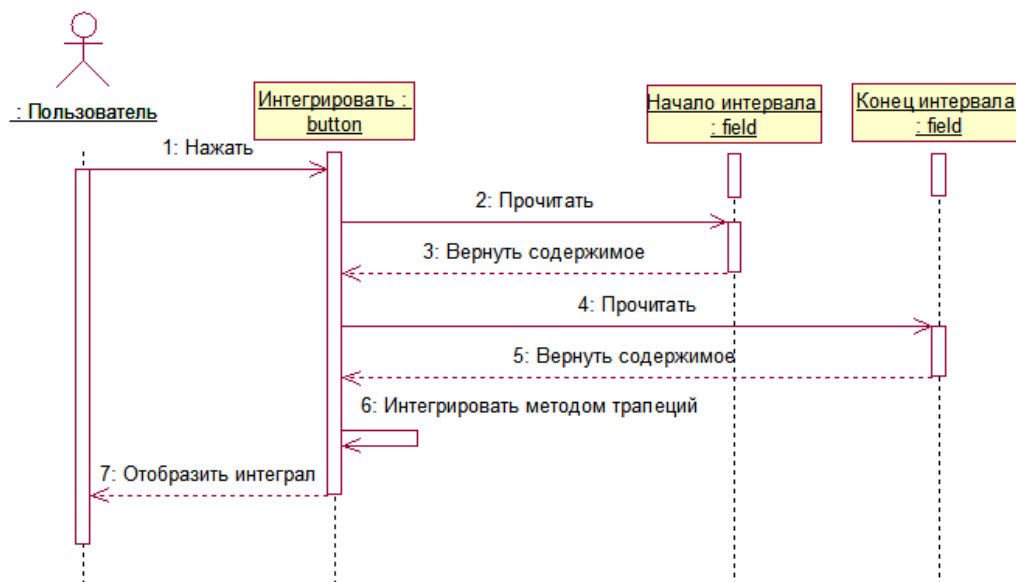 : Пользователь
Интегрировать :
button
Начало интервала
: field
Конец интервала
: field
1: Нажать
2: Прочитать
3: Вернуть содержимое
4: Прочитать
5: Вернуть содержимое
6: Интегрировать методом трапеций
7: Отобразить интеграл